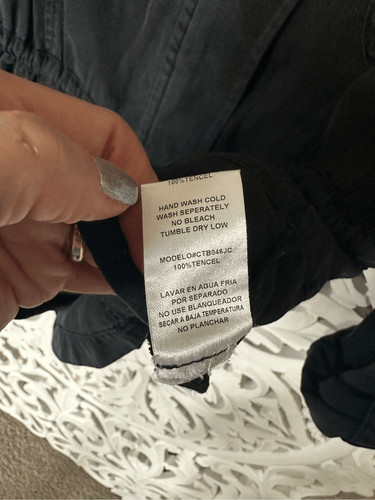 100%TENCEL
HAND WASH COLD
WASH SEPERATELY
NO BLEACH
TUMBLE DRY LOW
MODELO#CTB046JC
100%TENCEL
LAVAR EN AGUA FRIA
POR SEPARADO
NO USE BLANQUEADOR
SEÇAR A BAJA TEMPERATURA
NO PLANCHAR